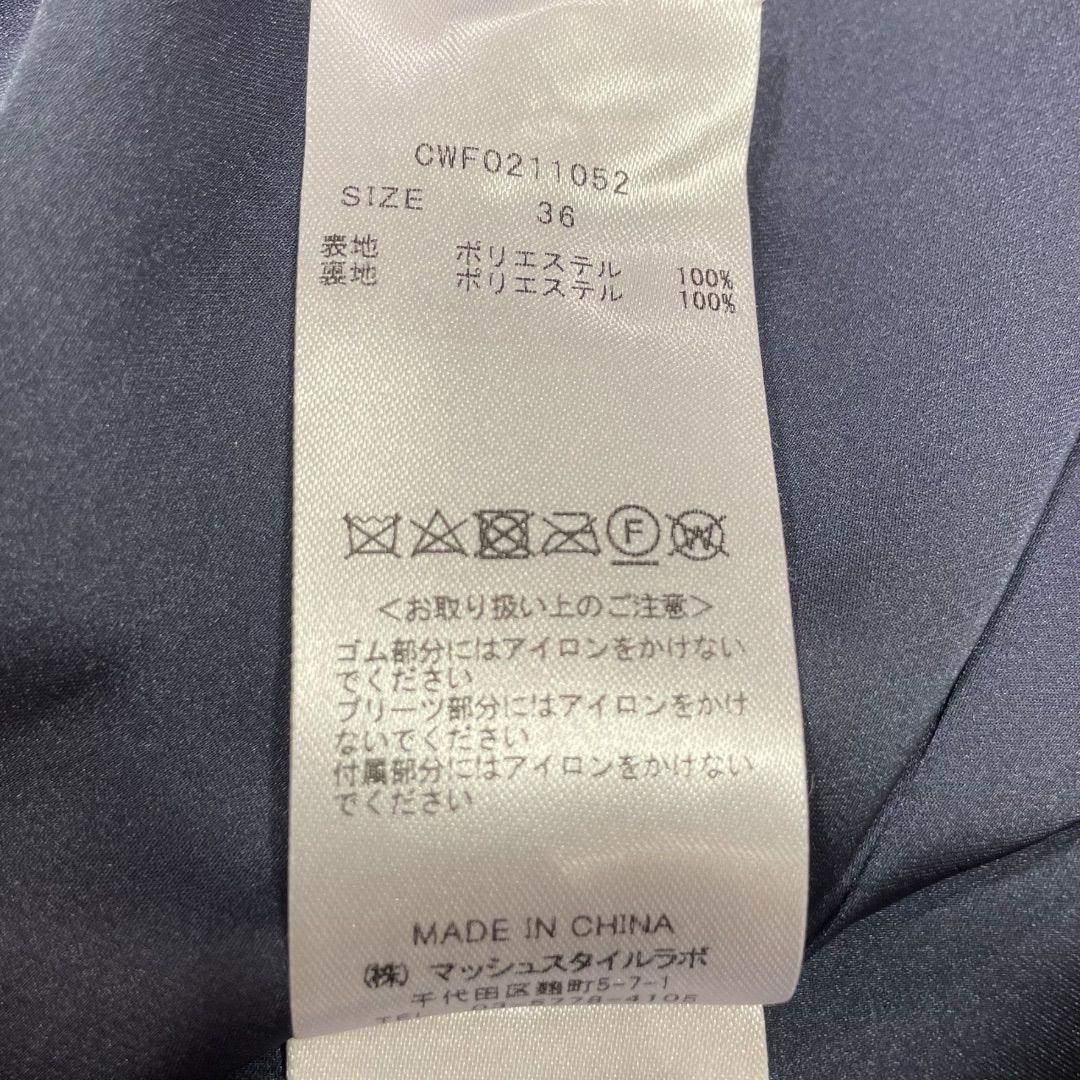 CWF0211052
SIZE 36
表地 ポリエステル 100%
裏地 ポリエステル 100%
F W
<お取り扱い上のご注意>
ゴム部分にはアイロンをかけない
でください
プリーツ部分にはアイロンをかけ
ないでください
付属部分にはアイロンをかけない
でください
MADE IN CHINA
(株) マッシュスタイルラボ
千代田区麹町5-7-1
TEL 03-5778-4105